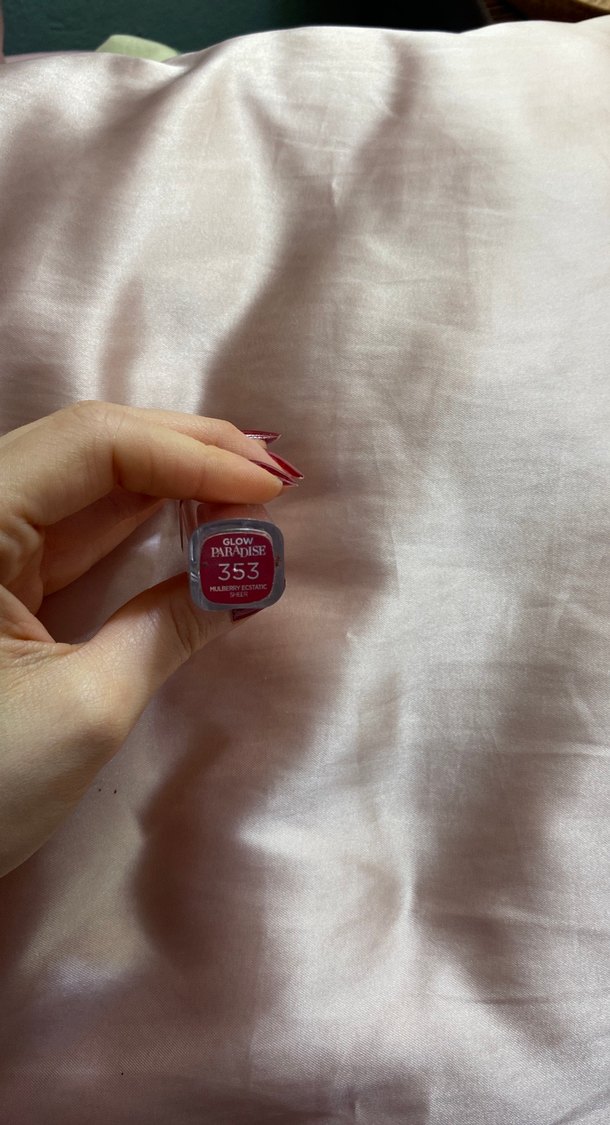 GLOW
PARADISE
353
MULBERRY ECSTATIC
SHEER